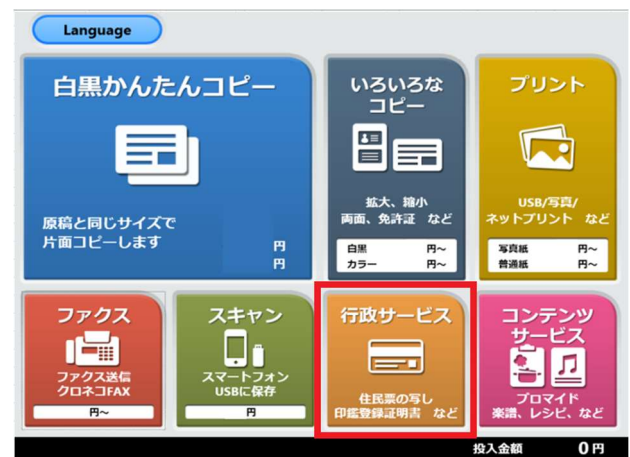 Language
白黒かんたんコピー
原稿と同じサイズで
片面コピーします
円
円
いろいろな
コピー
拡大、縮小
両面、免許証 など
白黒 円～
カラー 円～
プリント
USB/写真/
ネットプリント など
写真紙 円～
普通紙 円～
ファクス
ファクス送信
クロネコFAX
円～
スキャン
スマートフォン
USBに保存
円
行政サービス
住民票の写し
印鑑登録証明書 など
コンテンツ
サービス
ブロマイド
楽譜、レシピ、など
投入金額 0円